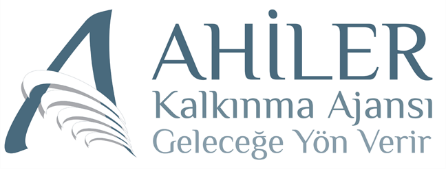 AHİLER
Kalkınma Ajansı
Geleceğe Yön Verir